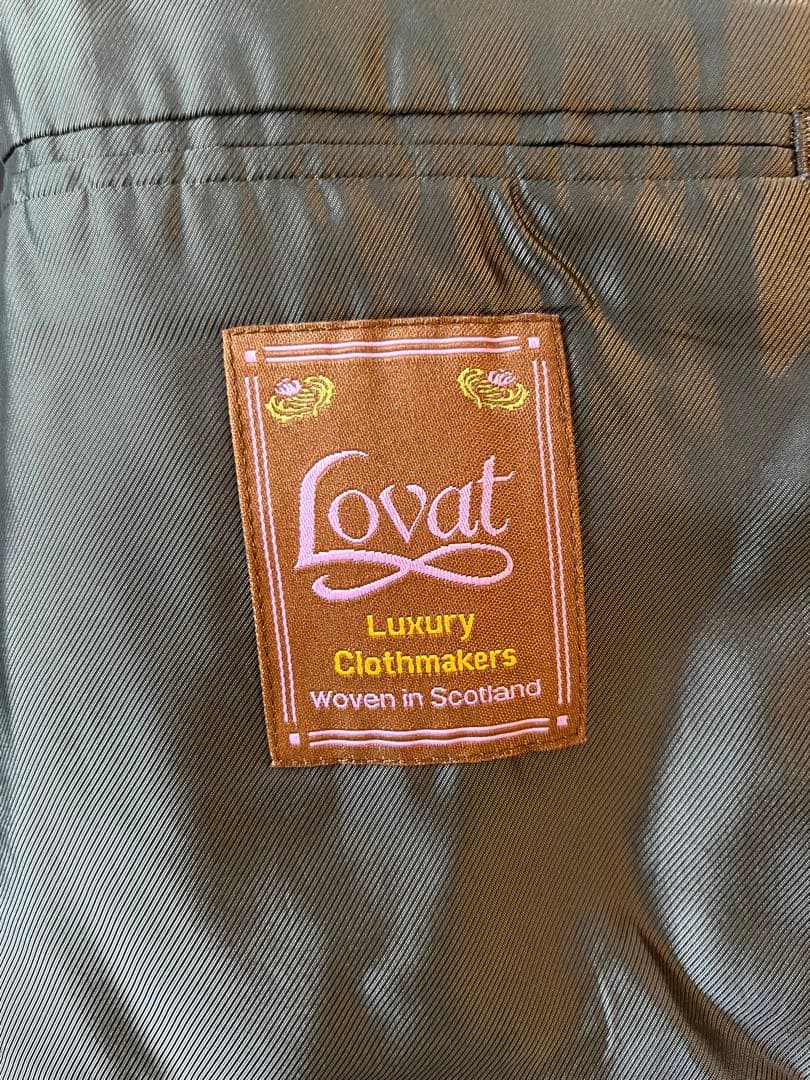 Lovat
Luxury
Clothmakers
Woven in Scotland